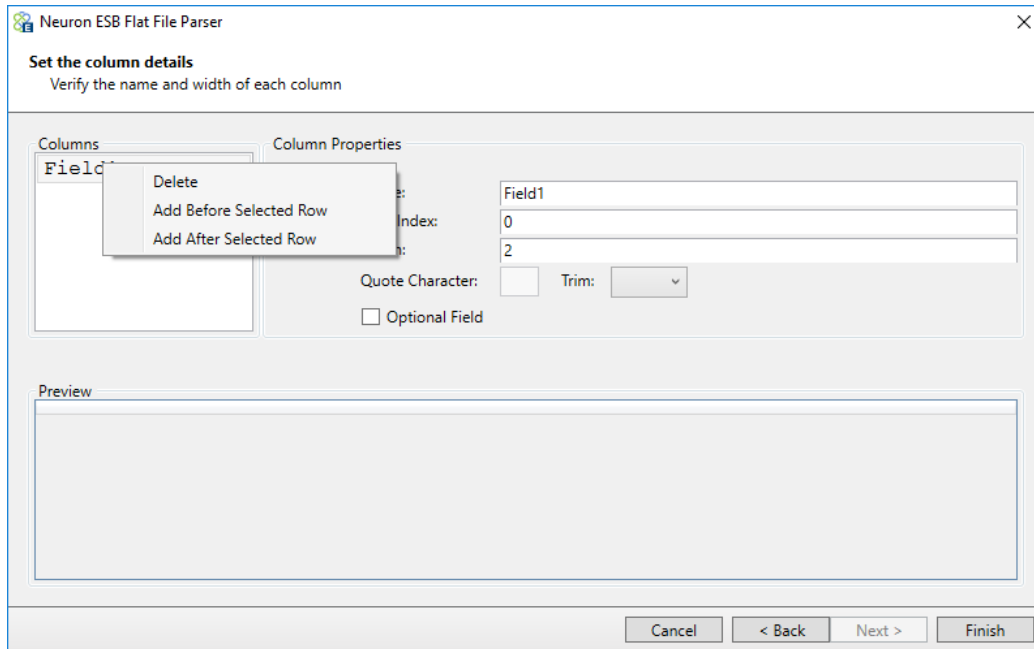 Neuron ESB Flat File Parser
Set the column details
Verify the name and width of each column
Columns
Column Properties
Delete
Add Before Selected Row
Add After Selected Row
Field1
Index:
0
2
Quote Character:
Trim:
Optional Field
Preview
Cancel
< Back
Next >
Finish